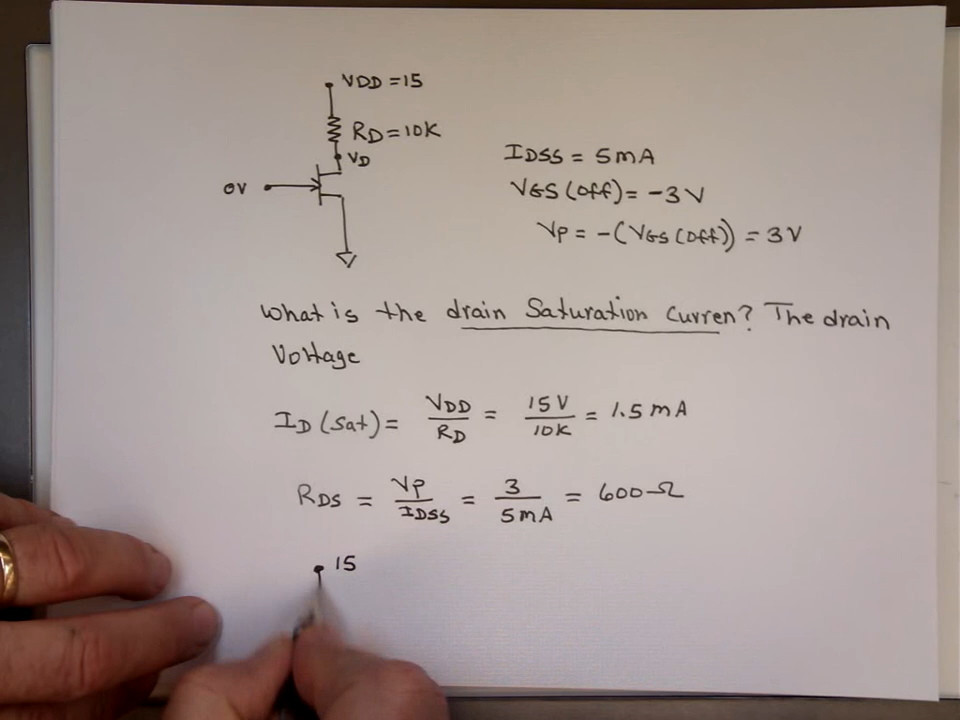 VDD = 15
RD = 10K
VD
0V
IDSS = 5mA
VGS (Off) = -3V
VP = -(VGS(Off)) = 3V
What is the drain Saturation Curren? The drain
Voltage
ID (Sat) = VDD/RD = 15V/10K = 1.5 mA
RDS = VP/IDSS = 3/5mA = 600Ω
15